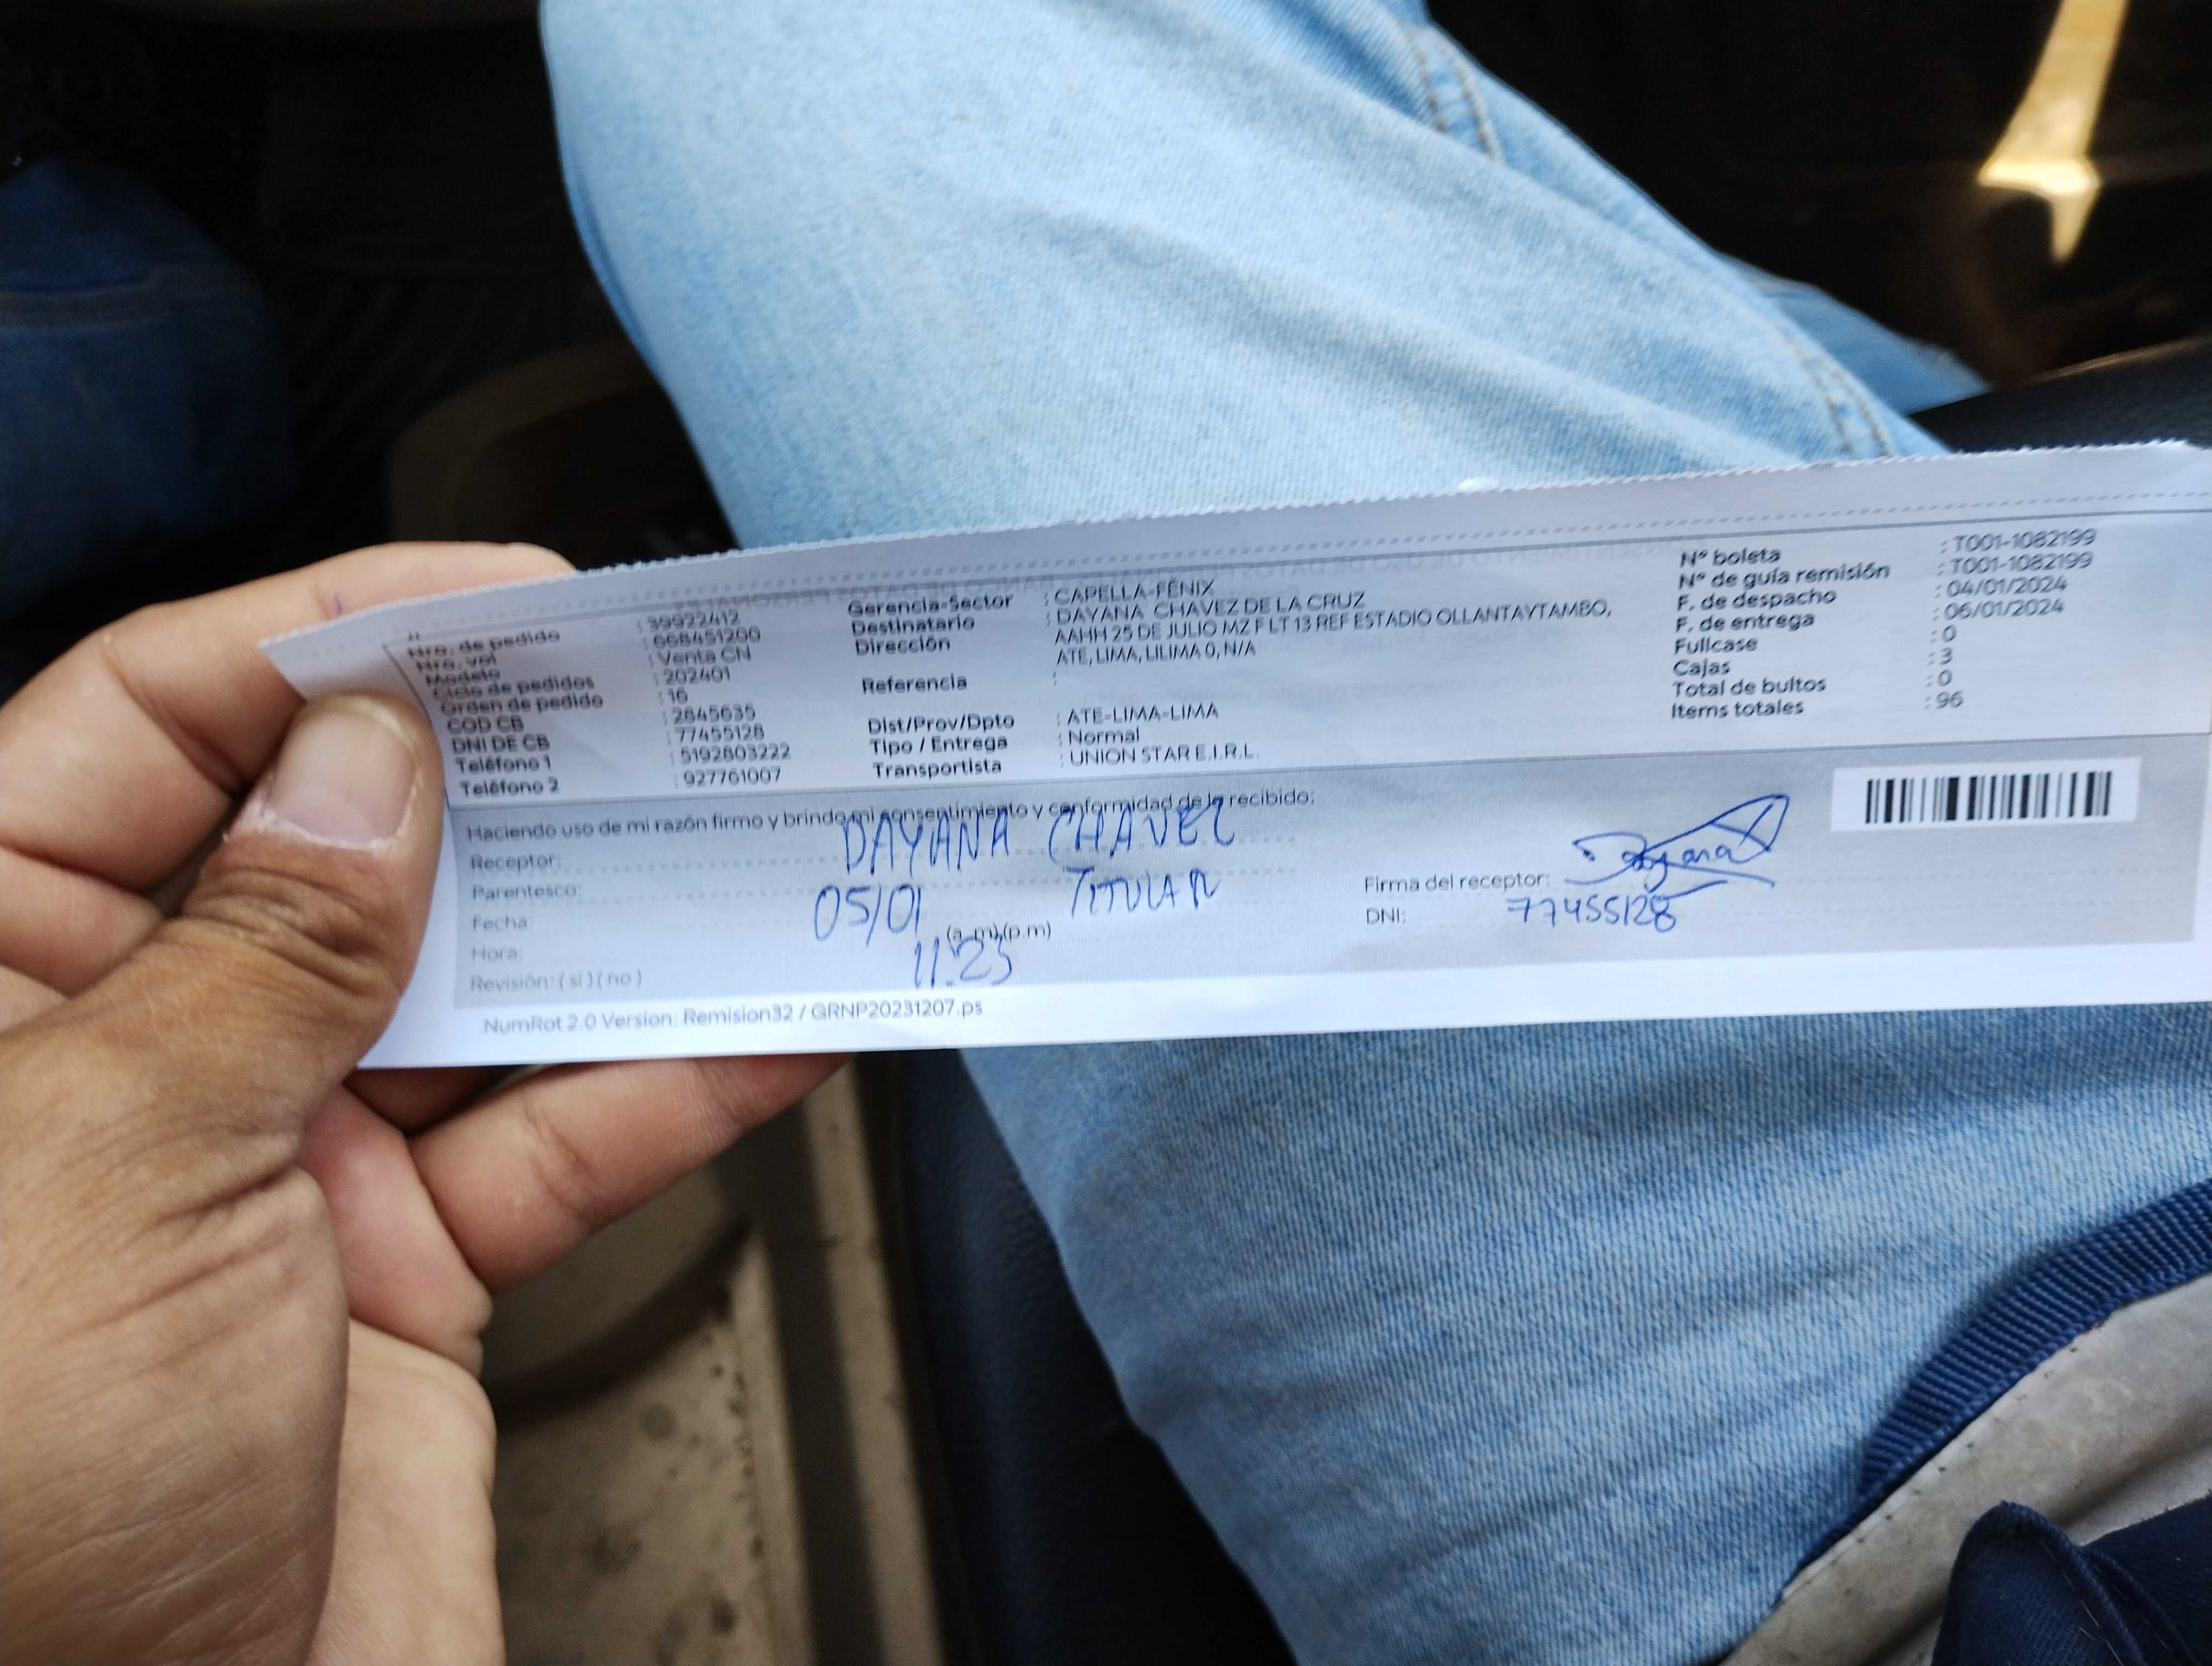 Nro. de pedido : 39922412
Nro. vol : 668451200
Modelo : Venta CN
Ciclo de pedidos : 202401
Orden de pedido : 16
COD CB : 2845635
DNI DE CB : 77455128
Teléfono 1 : 5192803222
Teléfono 2 : 927761007
Gerencia-Sector : CAPELLA-FENIX
Destinatario : DAYANA CHAVEZ DE LA CRUZ
Dirección : AAHH 25 DE JULIO MZ F LT 13 REF ESTADIO OLLANTAYTAMBO,
ATE, LIMA, LILIMA 0, N/A
Referencia :
Dist/Prov/Dpto : ATE-LIMA-LIMA
Tipo / Entrega : Normal
Transportista : UNION STAR E.I.R.L.
N° boleta : T001-1082199
N° de guía remisión : T001-1082199
F. de despacho : 04/01/2024
F. de entrega : 06/01/2024
Fullcase : 0
Cajas : 3
Total de bultos : 0
Items totales : 96
Haciendo uso de mi razón firmo y brindo mi consentimiento y conformidad de lo recibido:
Receptor: DAYANA CHAVEZ
Parentesco: TITULAR
Fecha: 05/01
Hora: 11:25 (a. m) (p.m)
Revisión: ( si ) ( no )
Firma del receptor: Dayana
DNI: 77455128
NumRot 2.0 Version: Remision32 / GRNP20231207.ps